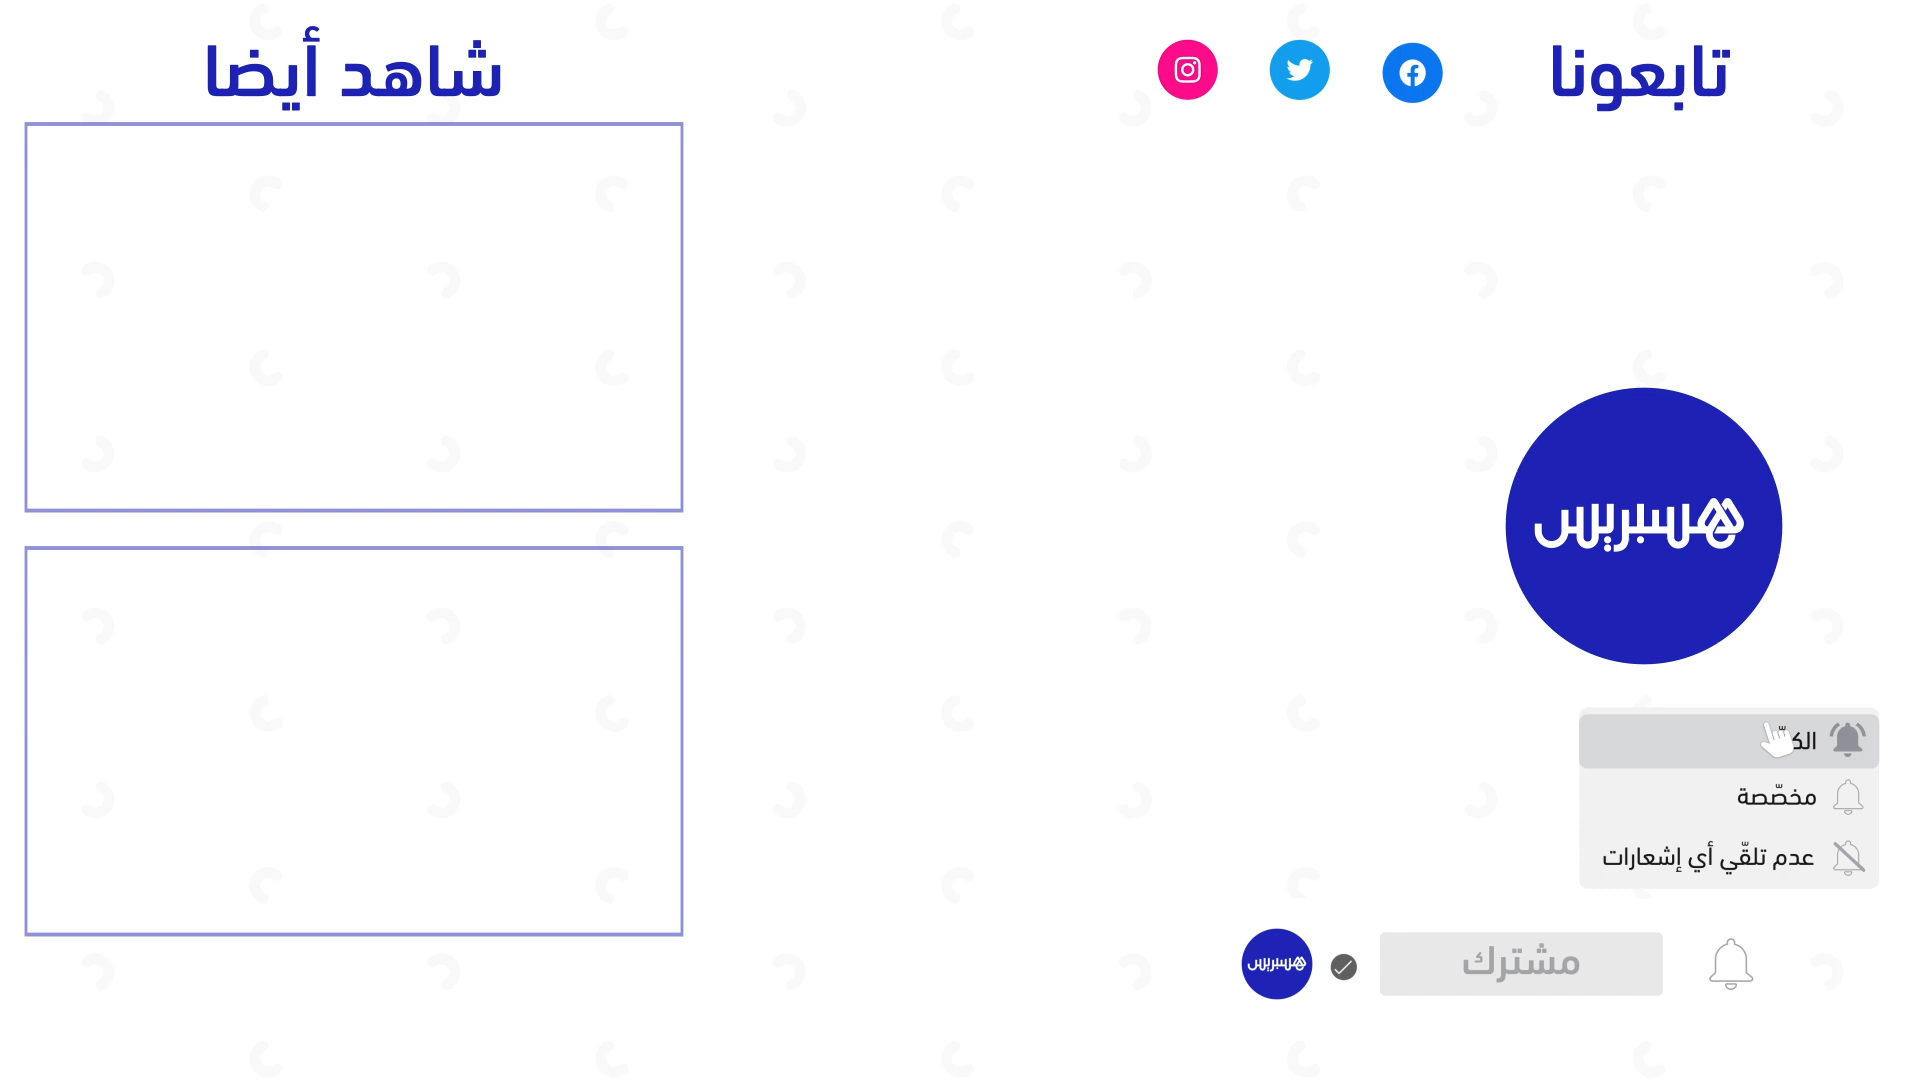 تابعونا
شاهد أيضا
هسبريس
مخصّصة
عدم تلقّي أي إشعارات
هسبريس
مشترك